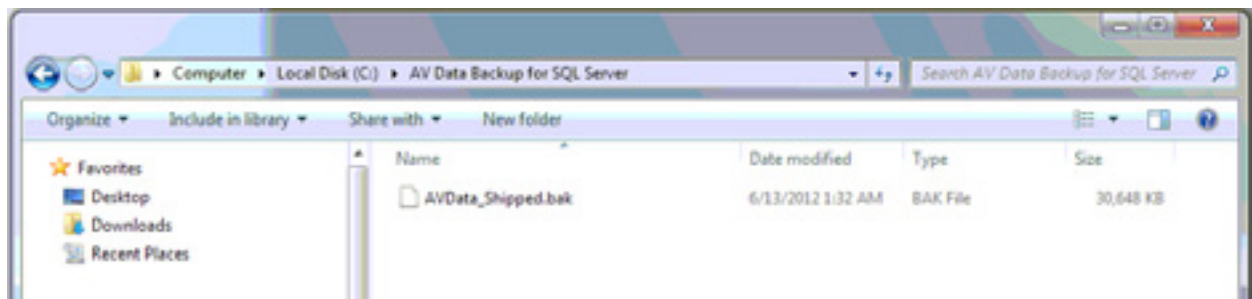 Computer Local Disk (C:) AV Data Backup for SQL Server Search AV Data Backup for SQL Server
Organize Include in library Share with New folder
Favorites Name Date modified Type Size
Desktop AVData_Shipped.bak 6/13/2012 1:32 AM BAK File 30,648 KB
Downloads
Recent Places